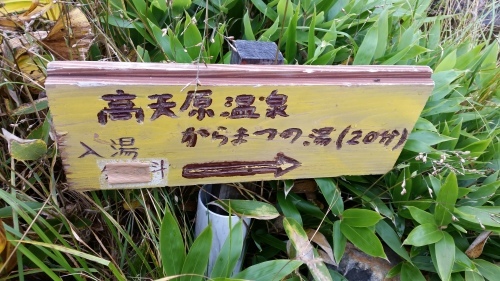 高天原温泉
からまつの湯(20分)
入湯